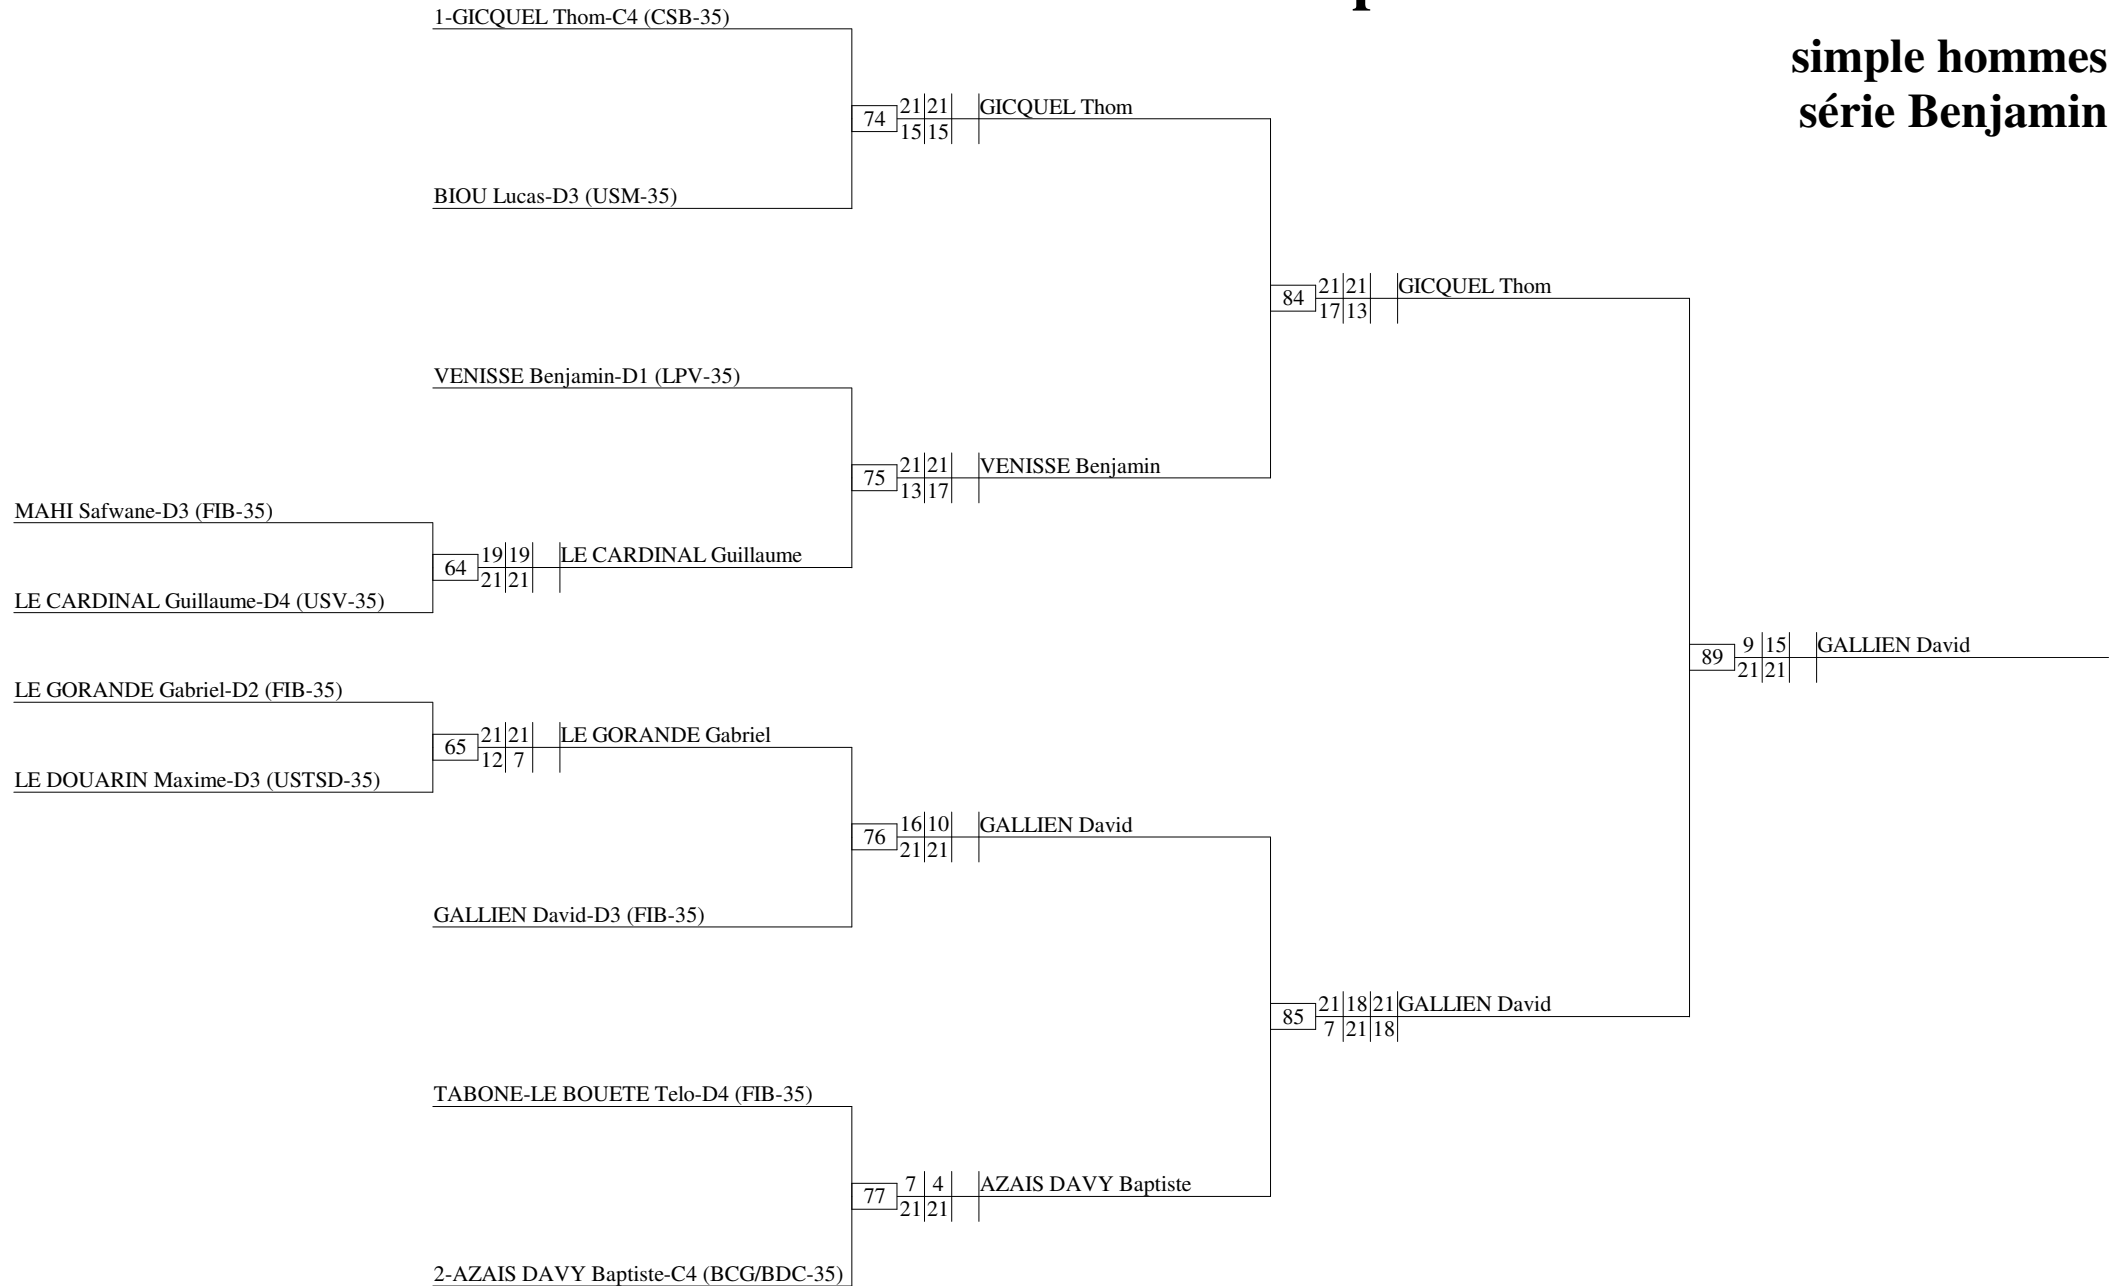 simple hommes
série Benjamin
1-GICQUEL Thom-C4 (CSB-35)
74
21 21
15 15
GICQUEL Thom
BIOU Lucas-D3 (USM-35)
84
21 21
17 13
GICQUEL Thom
VENISSE Benjamin-D1 (LPV-35)
75
21 21
13 17
VENISSE Benjamin
MAHI Safwane-D3 (FIB-35)
64
19 19
21 21
LE CARDINAL Guillaume
LE CARDINAL Guillaume-D4 (USV-35)
89
9 15
21 21
GALLIEN David
LE GORANDE Gabriel-D2 (FIB-35)
65
21 21
12 7
LE GORANDE Gabriel
LE DOUARIN Maxime-D3 (USTSD-35)
76
16 10
21 21
GALLIEN David
GALLIEN David-D3 (FIB-35)
85
21 18 21
7 21 18
GALLIEN David
TABONE-LE BOUETE Telo-D4 (FIB-35)
77
7 4
21 21
AZAIS DAVY Baptiste
2-AZAIS DAVY Baptiste-C4 (BCG/BDC-35)